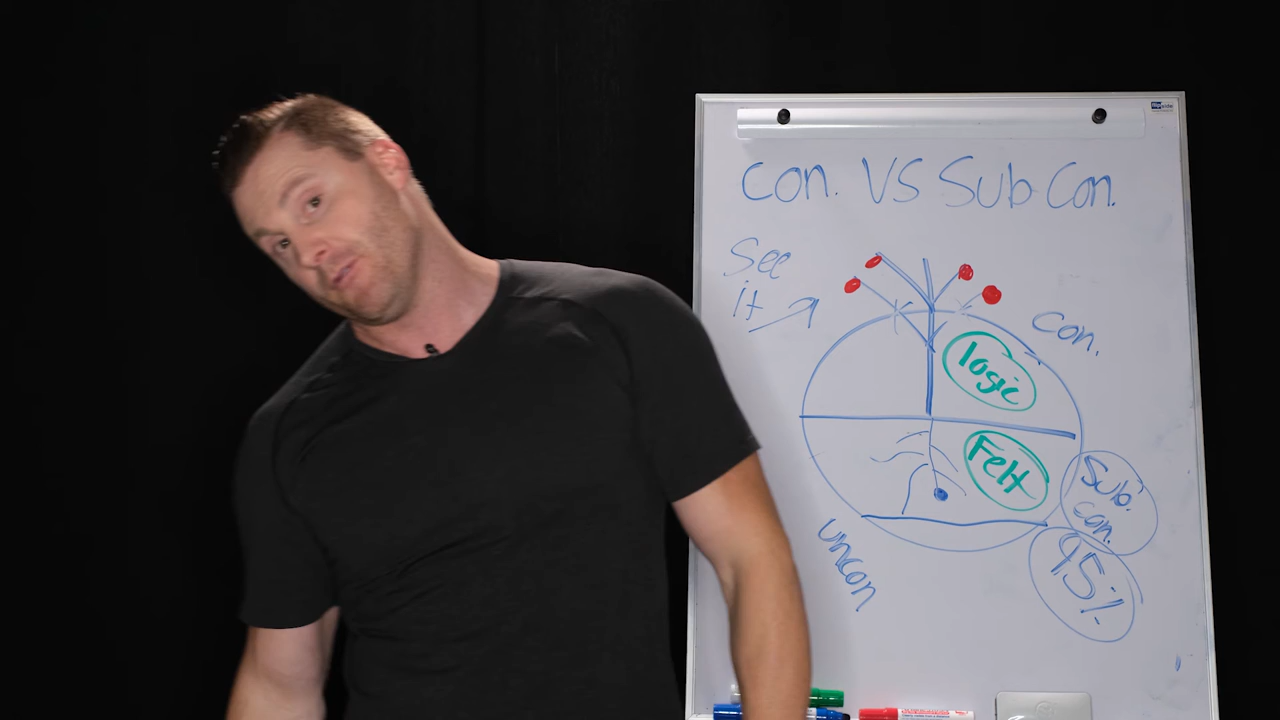 Con. VS Sub Con.
See
it
Con.
logic
Felt
Sub.
con.
95%
uncon